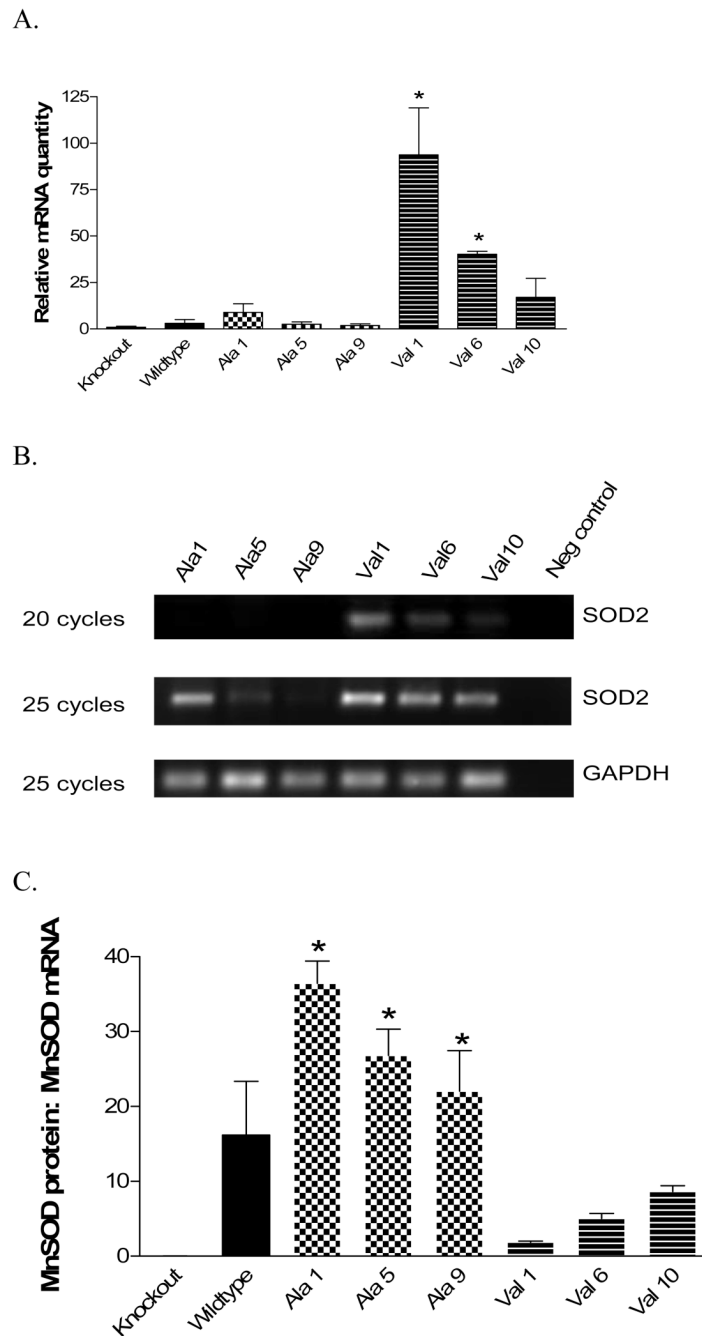 A.
Relative mRNA quantity
125
100
75
50
25
0
*
*
Knockout
Wildtype
Ala 1
Ala 5
Ala 9
Val 1
Val 6
Val 10
B.
Ala1
Ala5
Ala9
Val1
Val6
Val10
Neg control
20 cycles
SOD2
25 cycles
SOD2
25 cycles
GAPDH
C.
MnSOD protein: MnSOD mRNA
40
30
20
10
0
*
*
*
Knockout
Wildtype
Ala 1
Ala 5
Ala 9
Val 1
Val 6
Val 10